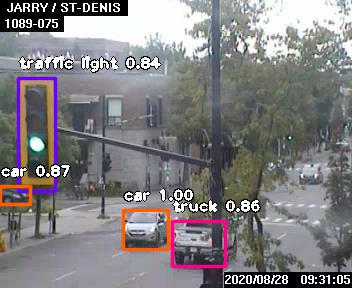 JARRY / ST-DENIS
1089-075
traffic light 0.84
car 0.87
car 1.00
truck 0.86
2020/08/28 09:31:05